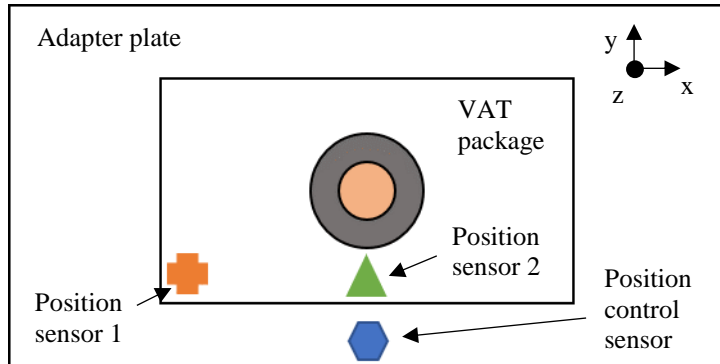 Adapter plate
y
x
z
VAT
package
Position
sensor 2
Position
sensor 1
Position
control
sensor